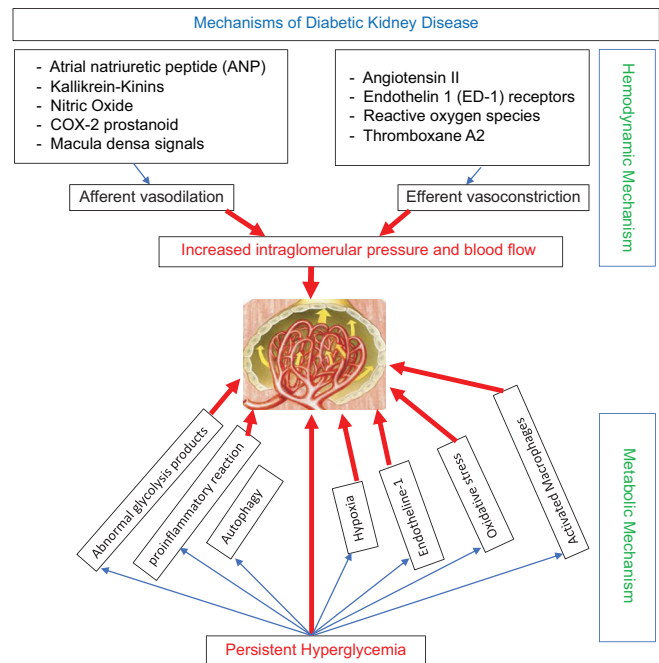 Mechanisms of Diabetic Kidney Disease
- Atrial natriuretic peptide (ANP)
- Kallikrein-Kinins
- Nitric Oxide
- COX-2 prostanoid
- Macula densa signals
- Angiotensin II
- Endothelin 1 (ED-1) receptors
- Reactive oxygen species
- Thromboxane A2
Hemodynamic Mechanism
Afferent vasodilation
Efferent vasoconstriction
Increased intraglomerular pressure and blood flow
Abnormal glycolysis products
proinflammatory reaction
Autophagy
Hypoxia
Endotheline-1
Oxidative stress
Activated Macrophages
Metabolic Mechanism
Persistent Hyperglycemia